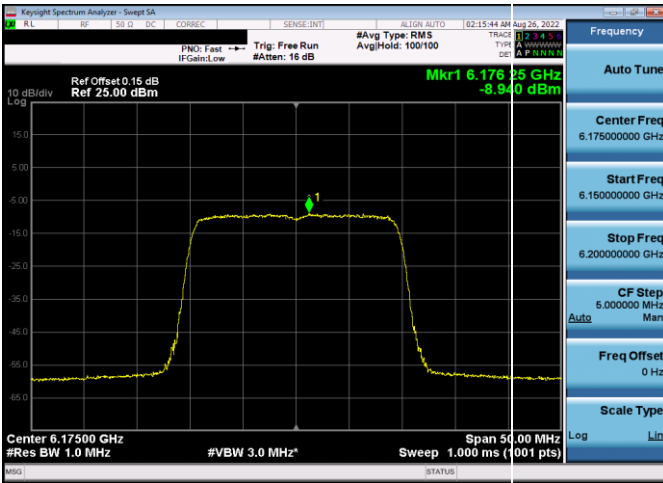 Keysight Spectrum Analyzer - Swept SA
RL RF 50 Ω DC CORREC SENSE:INT ALIGN AUTO 02:15:44 AM Aug 26, 2022
PNO: Fast
IFGain:Low
Trig: Free Run
#Atten: 16 dB
#Avg Type: RMS
Avg|Hold: 100/100
TRACE 1 2 3 4 5 6
TYPE A WWWWW
DET A P N N N N
Mkr1 6.176 25 GHz
-8.940 dBm
Ref Offset 0.15 dB
10 dB/div Ref 25.00 dBm
Log
15.0
5.00
-5.00
-15.0
-25.0
-35.0
-45.0
-55.0
-65.0
1
Center 6.17500 GHz Span 50.00 MHz
#Res BW 1.0 MHz #VBW 3.0 MHz* Sweep 1.000 ms (1001 pts)
MSG STATUS
Frequency
Auto Tune
Center Freq
6.175000000 GHz
Start Freq
6.150000000 GHz
Stop Freq
6.200000000 GHz
CF Step
5.000000 MHz
Auto Man
Freq Offset
0 Hz
Scale Type
Log Lin